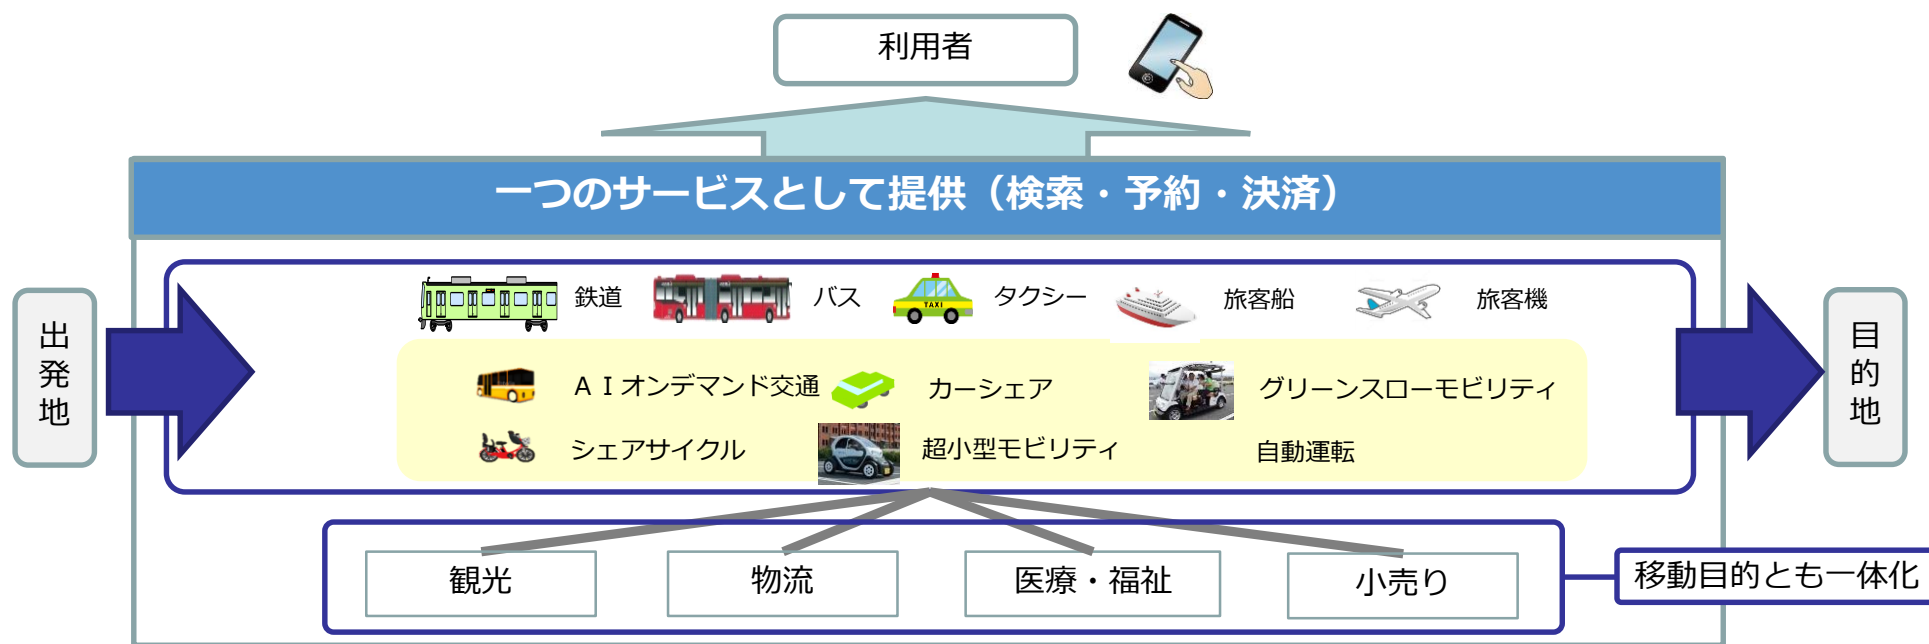 利用者
一つのサービスとして提供（検索・予約・決済）
出発地
鉄道
バス
TAXI
タクシー
旅客船
旅客機
目的地
ＡＩオンデマンド交通
カーシェア
グリーンスローモビリティ
シェアサイクル
超小型モビリティ
自動運転
観光
物流
医療・福祉
小売り
移動目的とも一体化